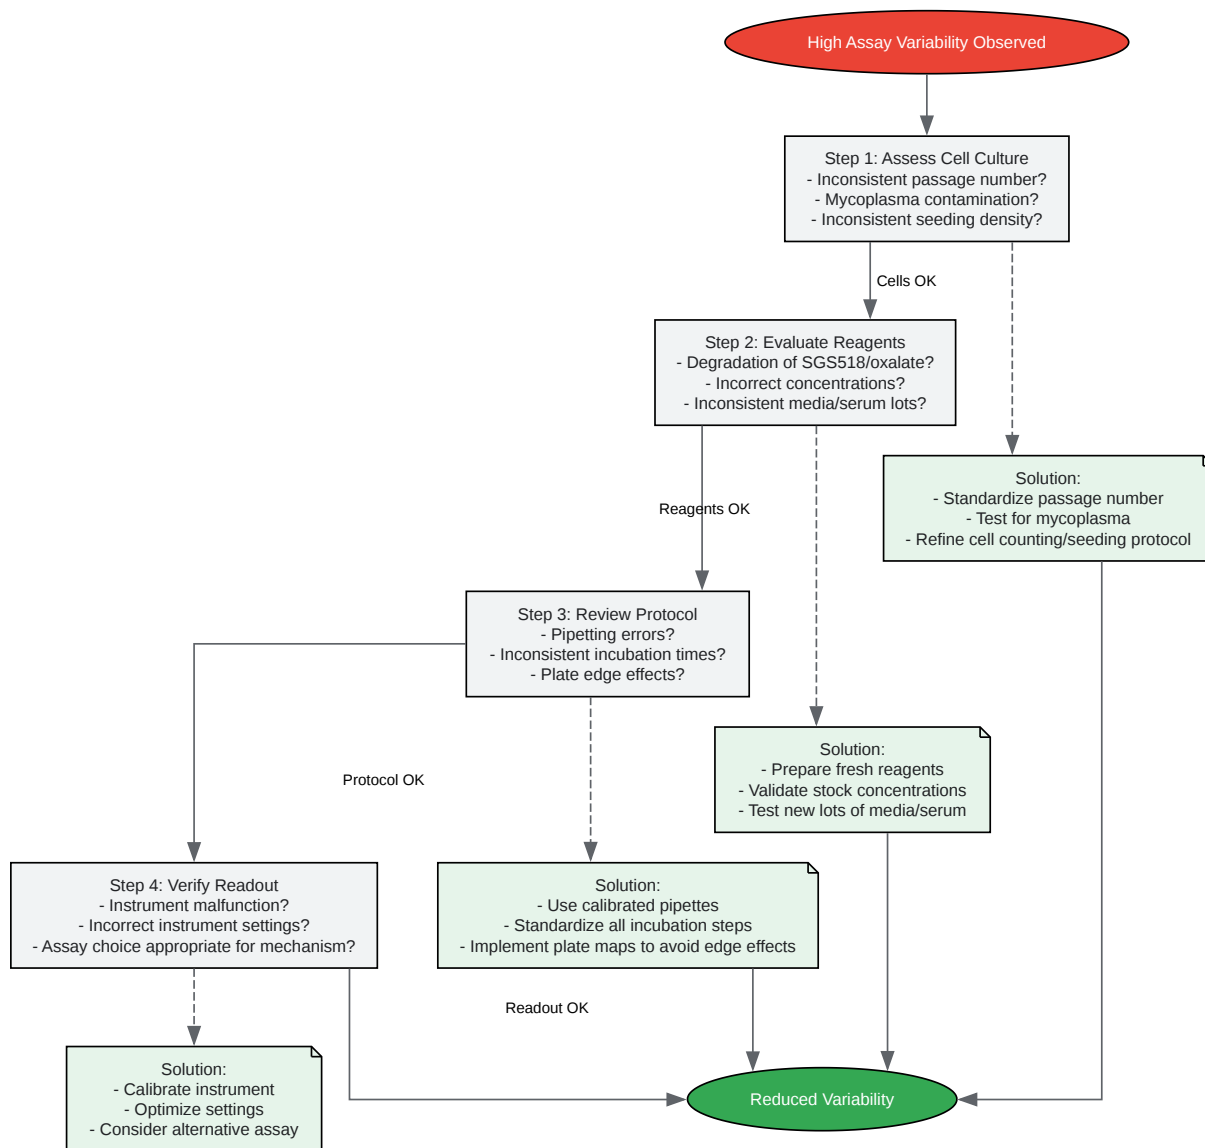 High Assay Variability Observed
Step 1: Assess Cell Culture
- Inconsistent passage number?
- Mycoplasma contamination?
- Inconsistent seeding density?
Cells OK
Step 2: Evaluate Reagents
- Degradation of SGS518/oxalate?
- Incorrect concentrations?
- Inconsistent media/serum lots?
Solution:
- Standardize passage number
- Test for mycoplasma
- Refine cell counting/seeding protocol
Reagents OK
Step 3: Review Protocol
- Pipetting errors?
- Inconsistent incubation times?
- Plate edge effects?
Solution:
- Prepare fresh reagents
- Validate stock concentrations
- Test new lots of media/serum
Protocol OK
Step 4: Verify Readout
- Instrument malfunction?
- Incorrect instrument settings?
- Assay choice appropriate for mechanism?
Solution:
- Use calibrated pipettes
- Standardize all incubation steps
- Implement plate maps to avoid edge effects
Readout OK
Solution:
- Calibrate instrument
- Optimize settings
- Consider alternative assay
Reduced Variability